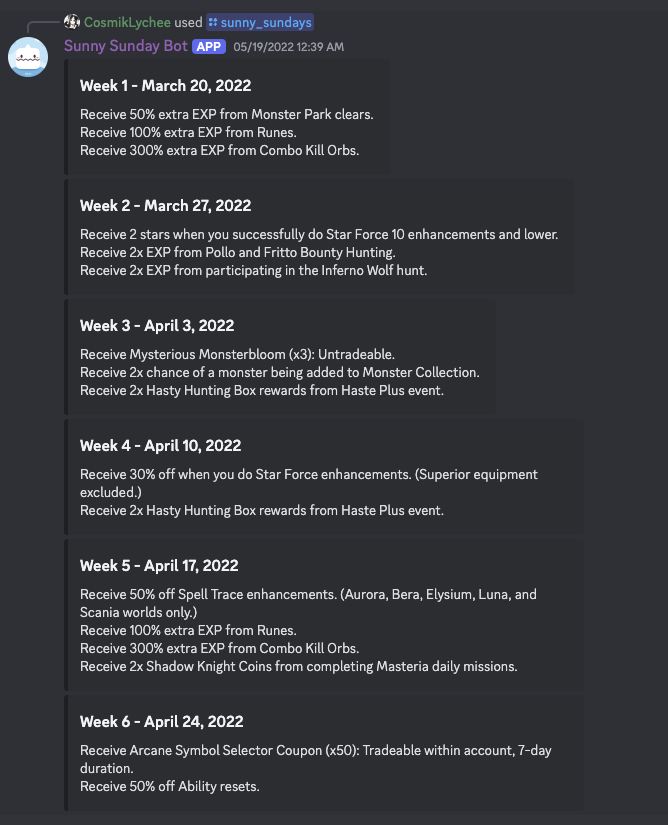 CosmikLychee used sunny_sundays
Sunny Sunday Bot APP 05/19/2022 12:39 AM
Week 1 - March 20, 2022
Receive 50% extra EXP from Monster Park clears.
Receive 100% extra EXP from Runes.
Receive 300% extra EXP from Combo Kill Orbs.
Week 2 - March 27, 2022
Receive 2 stars when you successfully do Star Force 10 enhancements and lower.
Receive 2x EXP from Pollo and Fritto Bounty Hunting.
Receive 2x EXP from participating in the Inferno Wolf hunt.
Week 3 - April 3, 2022
Receive Mysterious Monsterbloom (x3): Untradeable.
Receive 2x chance of a monster being added to Monster Collection.
Receive 2x Hasty Hunting Box rewards from Haste Plus event.
Week 4 - April 10, 2022
Receive 30% off when you do Star Force enhancements. (Superior equipment
excluded.)
Receive 2x Hasty Hunting Box rewards from Haste Plus event.
Week 5 - April 17, 2022
Receive 50% off Spell Trace enhancements. (Aurora, Bera, Elysium, Luna, and
Scania worlds only.)
Receive 100% extra EXP from Runes.
Receive 300% extra EXP from Combo Kill Orbs.
Receive 2x Shadow Knight Coins from completing Masteria daily missions.
Week 6 - April 24, 2022
Receive Arcane Symbol Selector Coupon (x50): Tradeable within account, 7-day
duration.
Receive 50% off Ability resets.